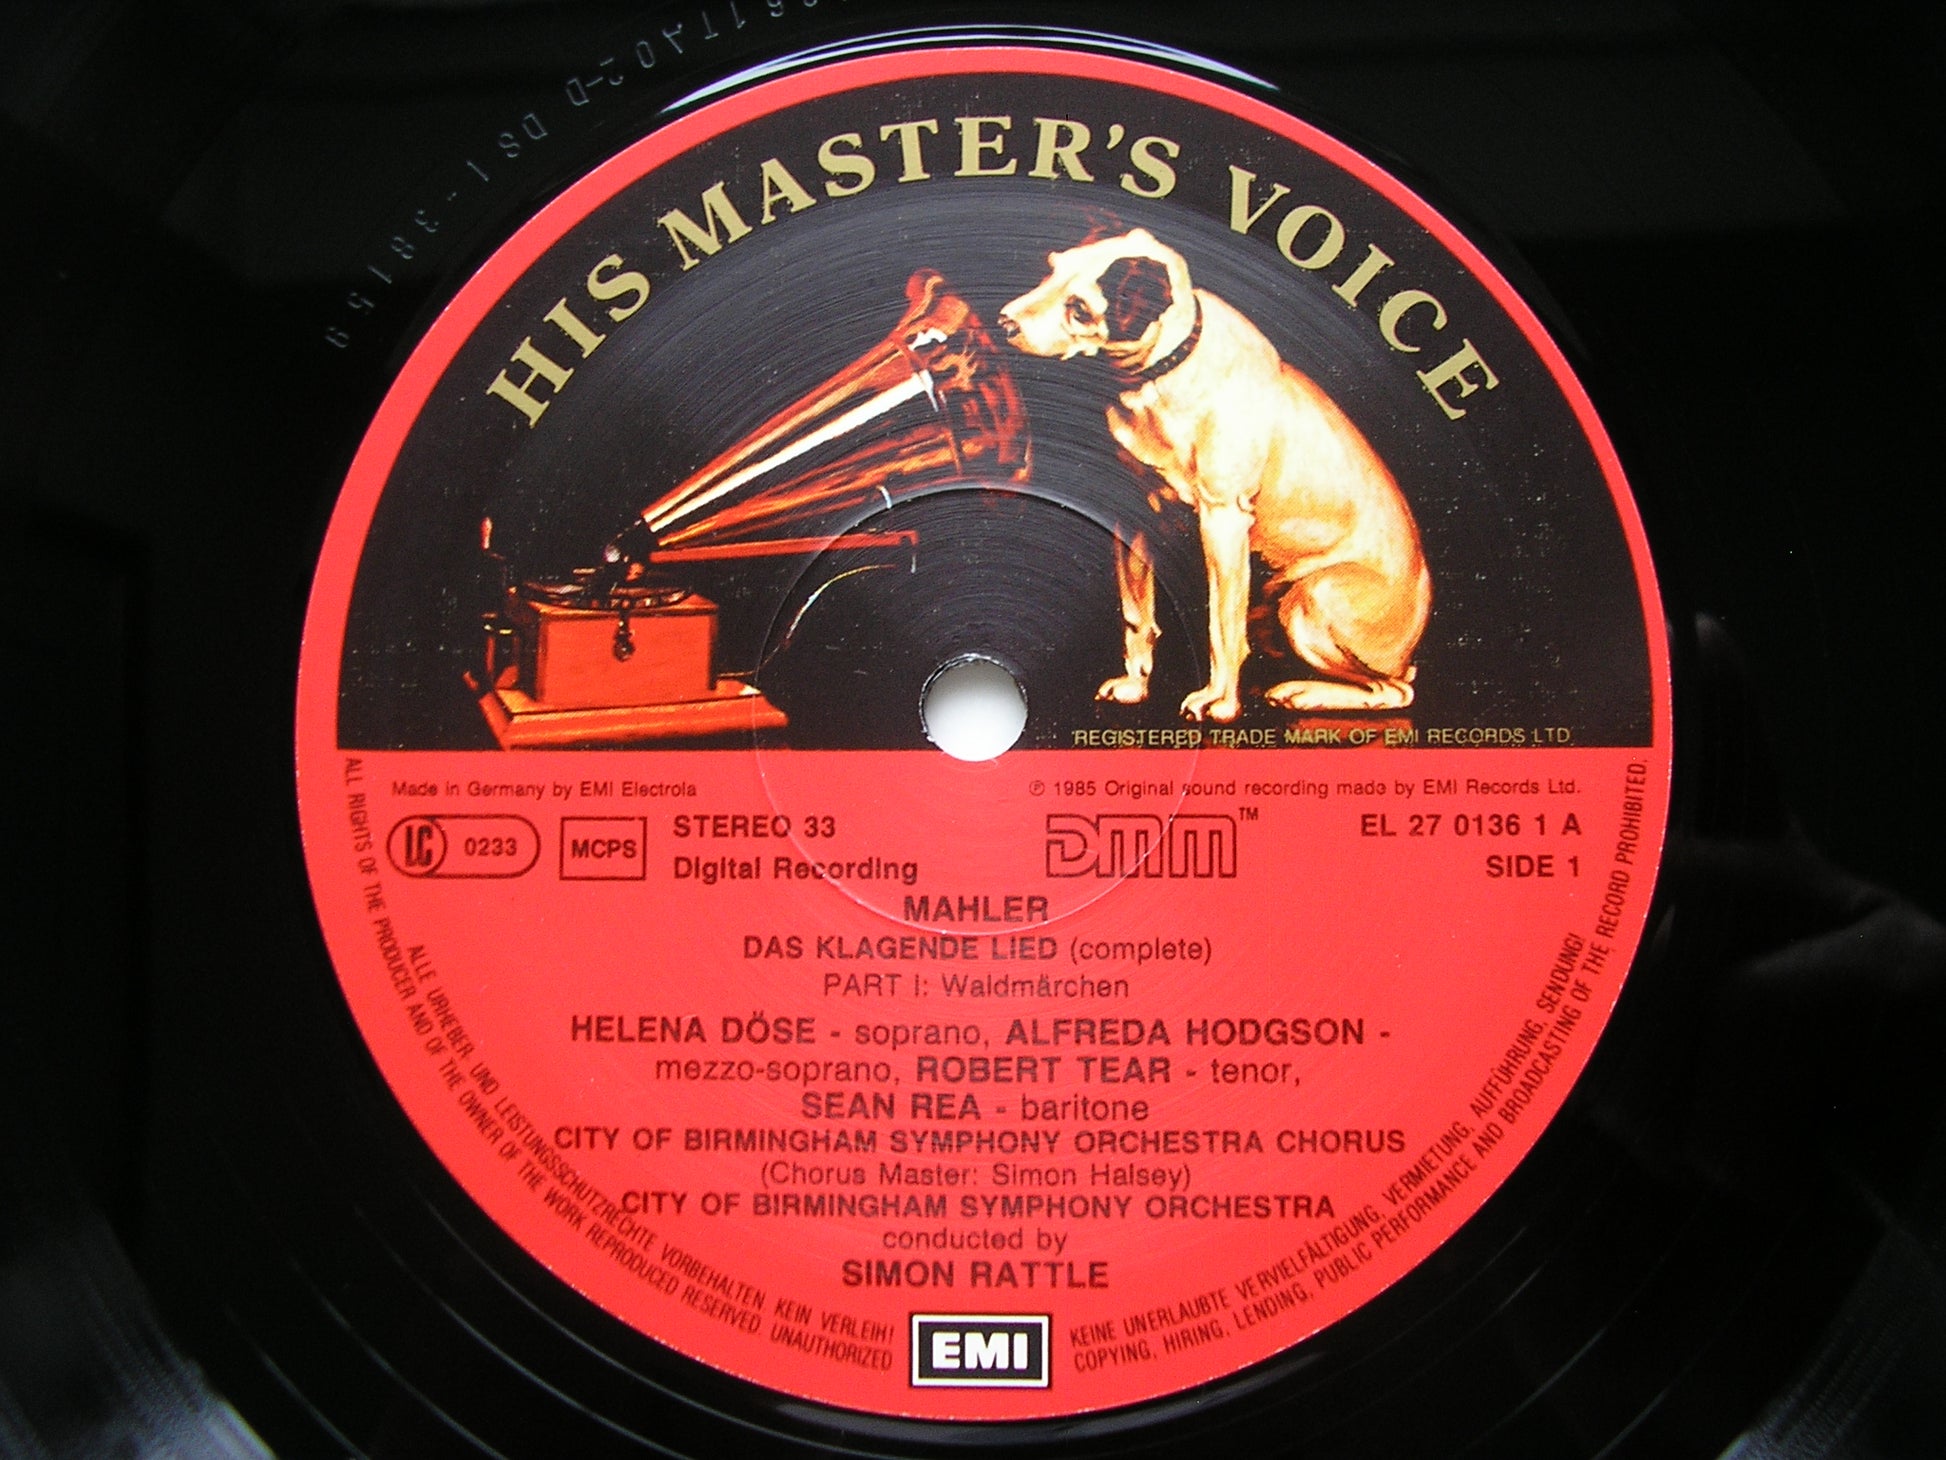 HIS MASTER'S VOICE
REGISTERED TRADE MARK OF EMI RECORDS LTD
Made in Germany by EMI Electrola
℗ 1985 Original sound recording made by EMI Records Ltd.
LC 0233
MCPS
STEREO 33
Digital Recording
DMM™
EL 27 0136 1 A
SIDE 1
MAHLER
DAS KLAGENDE LIED (complete)
PART I: Waldmärchen
HELENA DÖSE - soprano, ALFREDA HODGSON -
mezzo-soprano, ROBERT TEAR - tenor,
SEAN REA - baritone
CITY OF BIRMINGHAM SYMPHONY ORCHESTRA CHORUS
(Chorus Master: Simon Halsey)
CITY OF BIRMINGHAM SYMPHONY ORCHESTRA
conducted by
SIMON RATTLE
EMI
ALLE URHEBER UND LEISTUNGSSCHUTZRECHTE VORBEHALTEN KEIN VERLEIH! KEINE UNERLAUBTE VERVIELFÄLTIGUNG, VERMIETUNG, AUFFÜHRUNG, SENDUNG!
ALL RIGHTS OF THE PRODUCER AND OF THE OWNER OF THE WORK REPRODUCED RESERVED. UNAUTHORIZED COPYING, HIRING, LENDING, PUBLIC PERFORMANCE AND BROADCASTING OF THE RECORD PROHIBITED.